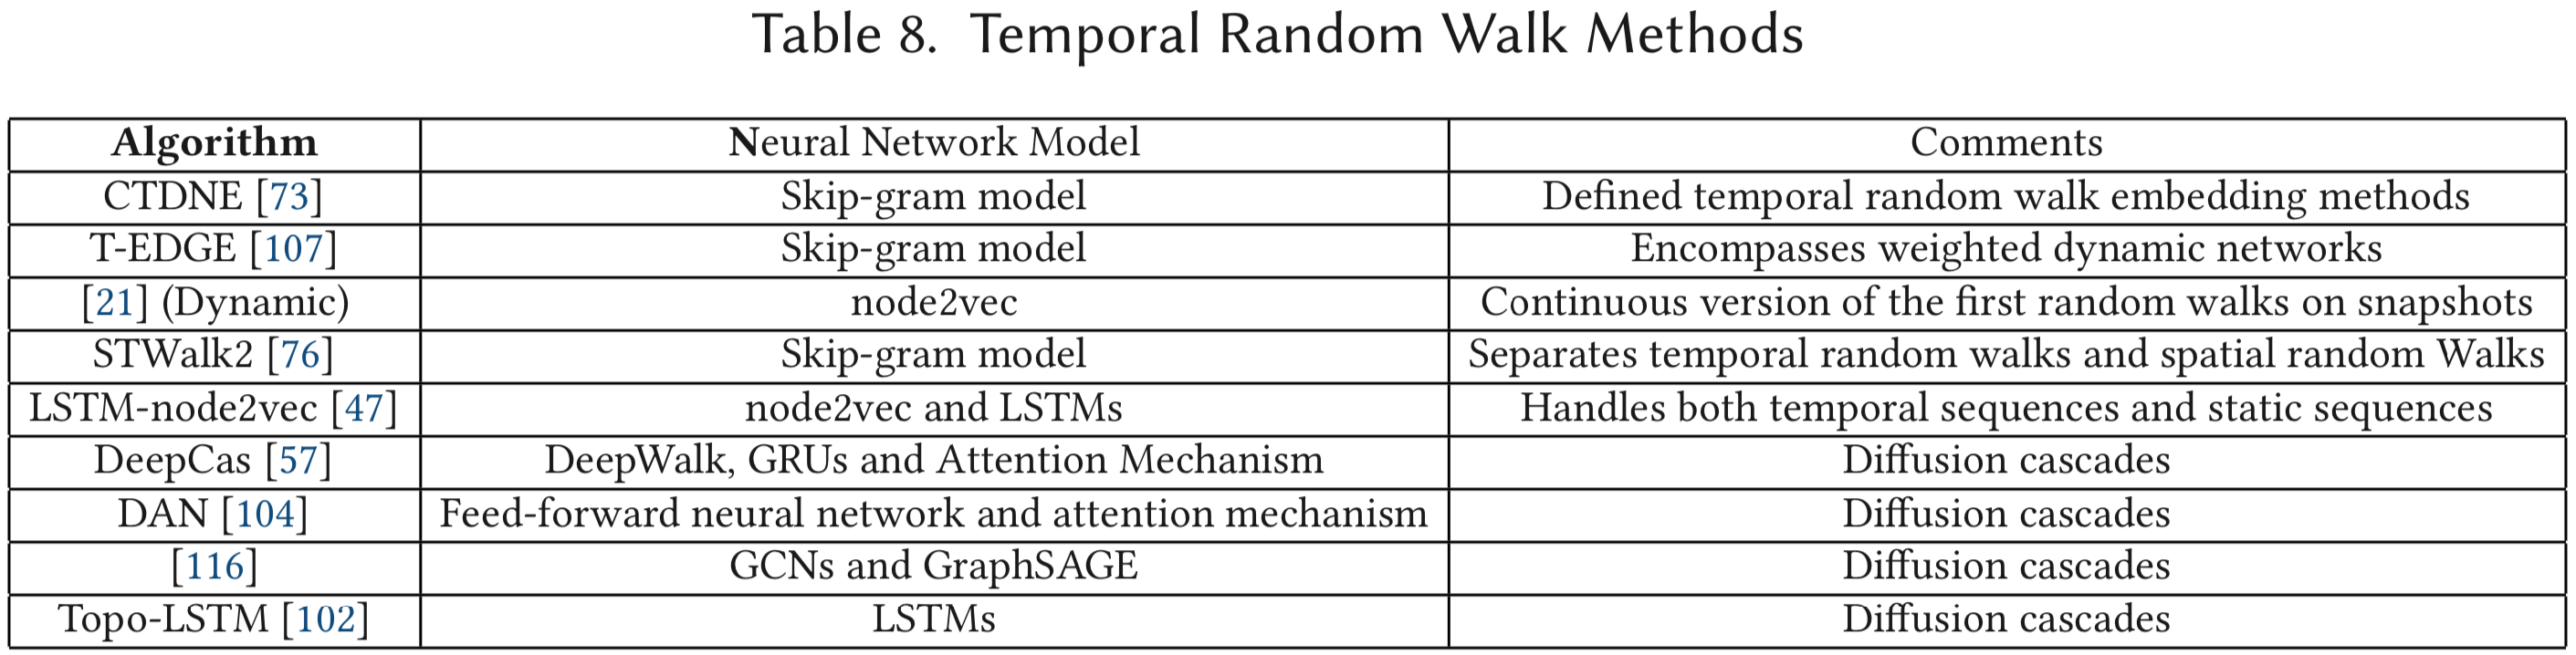 Table 8. Temporal Random Walk Methods
Algorithm Neural Network Model Comments
CTDNE [73] Skip-gram model Defined temporal random walk embedding methods
T-EDGE [107] Skip-gram model Encompasses weighted dynamic networks
[21] (Dynamic) node2vec Continuous version of the first random walks on snapshots
STWalk2 [76] Skip-gram model Separates temporal random walks and spatial random Walks
LSTM-node2vec [47] node2vec and LSTMs Handles both temporal sequences and static sequences
DeepCas [57] DeepWalk, GRUs and Attention Mechanism Diffusion cascades
DAN [104] Feed-forward neural network and attention mechanism Diffusion cascades
[116] GCNs and GraphSAGE Diffusion cascades
Topo-LSTM [102] LSTMs Diffusion cascades